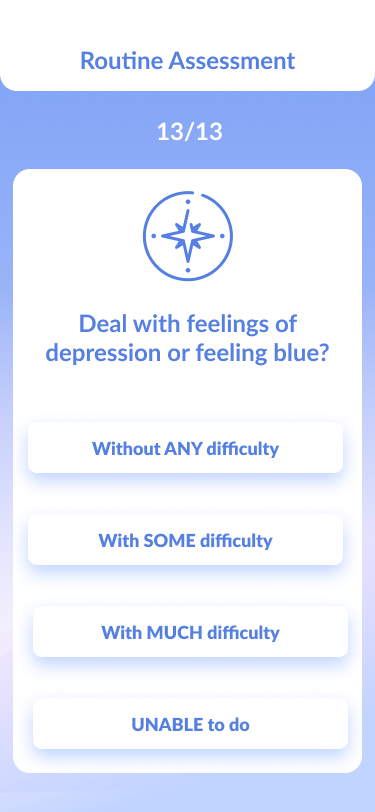 Routine Assessment
13/13
Deal with feelings of
depression or feeling blue?
Without ANY difficulty
With SOME difficulty
With MUCH difficulty
UNABLE to do